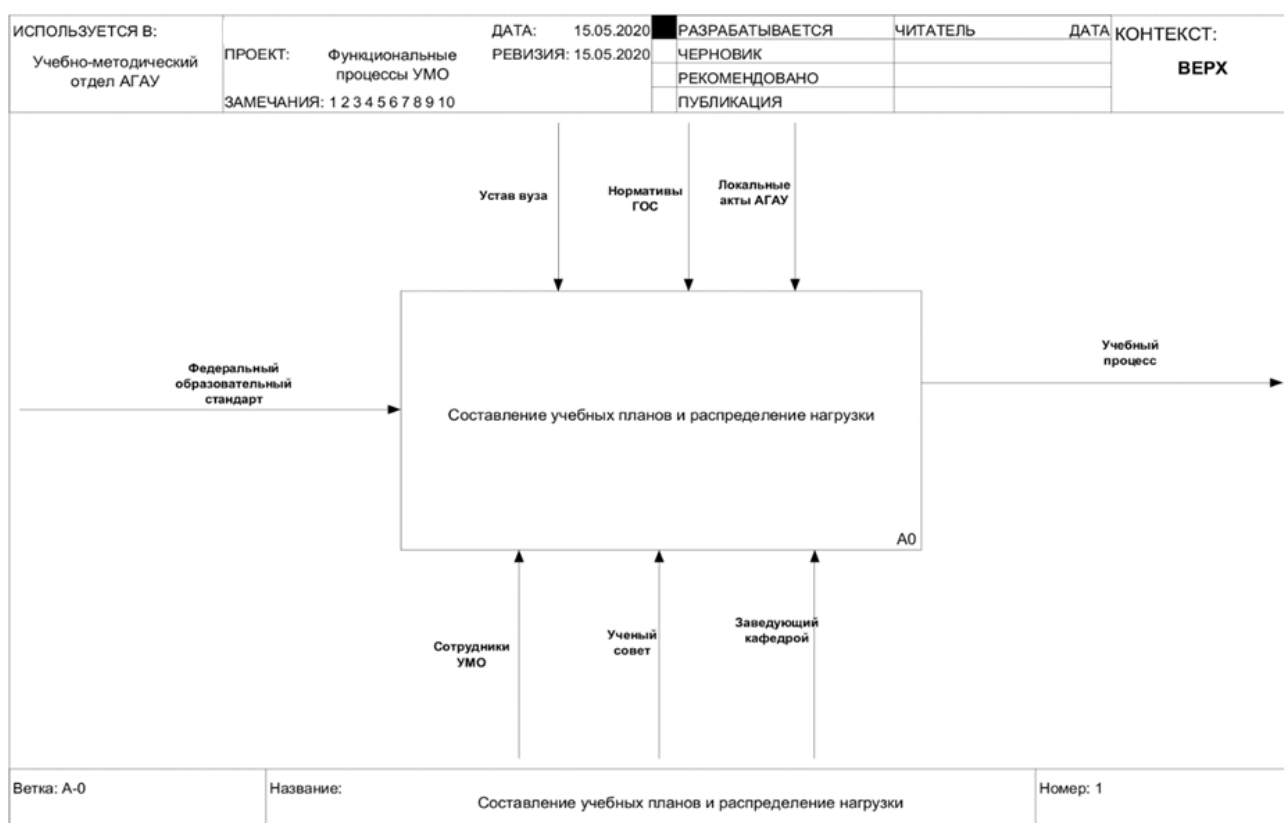 ИСПОЛЬЗУЕТСЯ В:
Учебно-методический
отдел АГАУ
ПРОЕКТ: Функциональные
процессы УМО
ЗАМЕЧАНИЯ: 1 2 3 4 5 6 7 8 9 10
ДАТА: 15.05.2020
РЕВИЗИЯ: 15.05.2020
РАЗРАБАТЫВАЕТСЯ
ЧЕРНОВИК
РЕКОМЕНДОВАНО
ПУБЛИКАЦИЯ
ЧИТАТЕЛЬ ДАТА
КОНТЕКСТ:
ВЕРХ
Устав вуза
Нормативы
ГОС
Локальные
акты АГАУ
Федеральный
образовательный
стандарт
Учебный
процесс
Составление учебных планов и распределение нагрузки
A0
Сотрудники
УМО
Ученый
совет
Заведующий
кафедрой
Ветка: A-0
Название:
Составление учебных планов и распределение нагрузки
Номер: 1